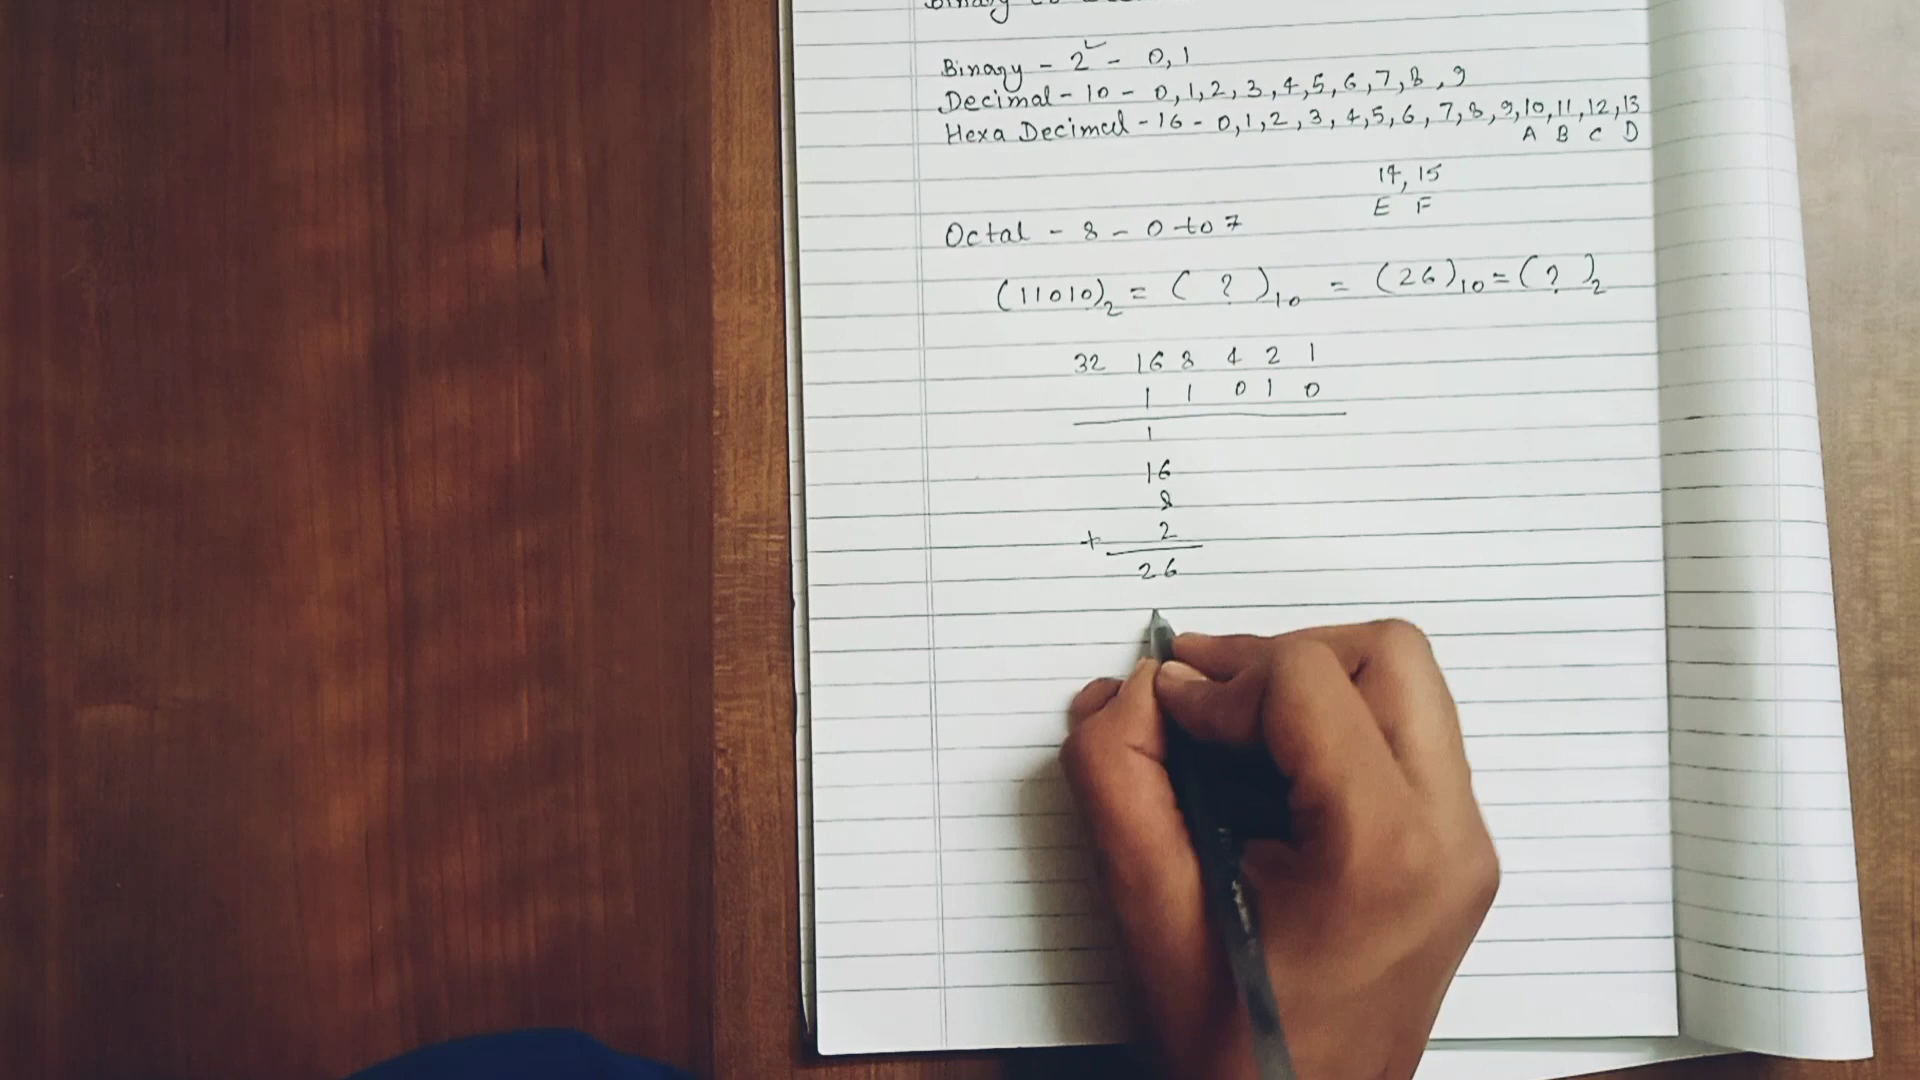 Binary - 2 - 0, 1
Decimal - 10 - 0, 1, 2, 3, 4, 5, 6, 7, 8, 9
Hexa Decimal - 16 - 0, 1, 2, 3, 4, 5, 6, 7, 8, 9, 10, 11, 12, 13
A B C D
14, 15
E F
Octal - 8 - 0 to 7
(11010)₂ = ( ? )₁₀ = (26)₁₀ = ( ? )₂
32 16 8 4 2 1
1 1 0 1 0
1
16
8
+ 2
26